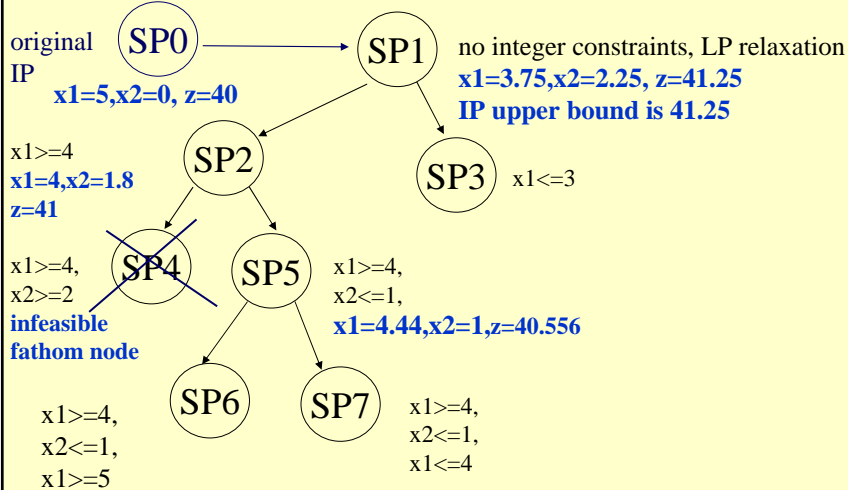 original
IP
SP0
x1=5,x2=0, z=40
SP1
no integer constraints, LP relaxation
x1=3.75,x2=2.25, z=41.25
IP upper bound is 41.25
x1>=4
x1=4,x2=1.8
z=41
SP2
SP3
x1<=3
x1>=4,
x2>=2
infeasible
fathom node
SP4
SP5
x1>=4,
x2<=1,
x1=4.44,x2=1,z=40.556
x1>=4,
x2<=1,
x1>=5
SP6
SP7
x1>=4,
x2<=1,
x1<=4